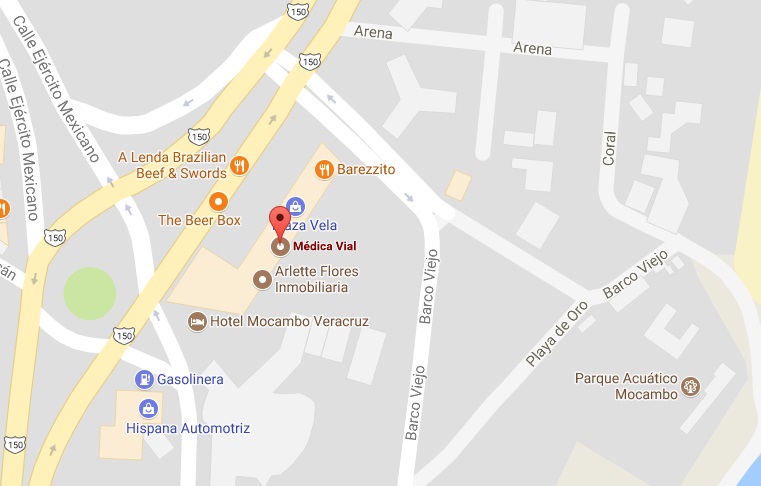 150
Arena
Arena
150
Calle Ejército Mexicano
Calle Ejército Mexicano
150
Coral
A Lenda Brazilian
Beef & Swords
Barezzito
The Beer Box
aza Vela
150
Médica Vial
Arlette Flores
Inmobiliaria
Barco Viejo
Barco Viejo
Hotel Mocambo Veracruz
150
Playa de Oro
Gasolinera
Parque Acuático
Mocambo
Barco Viejo
Hispana Automotriz
150